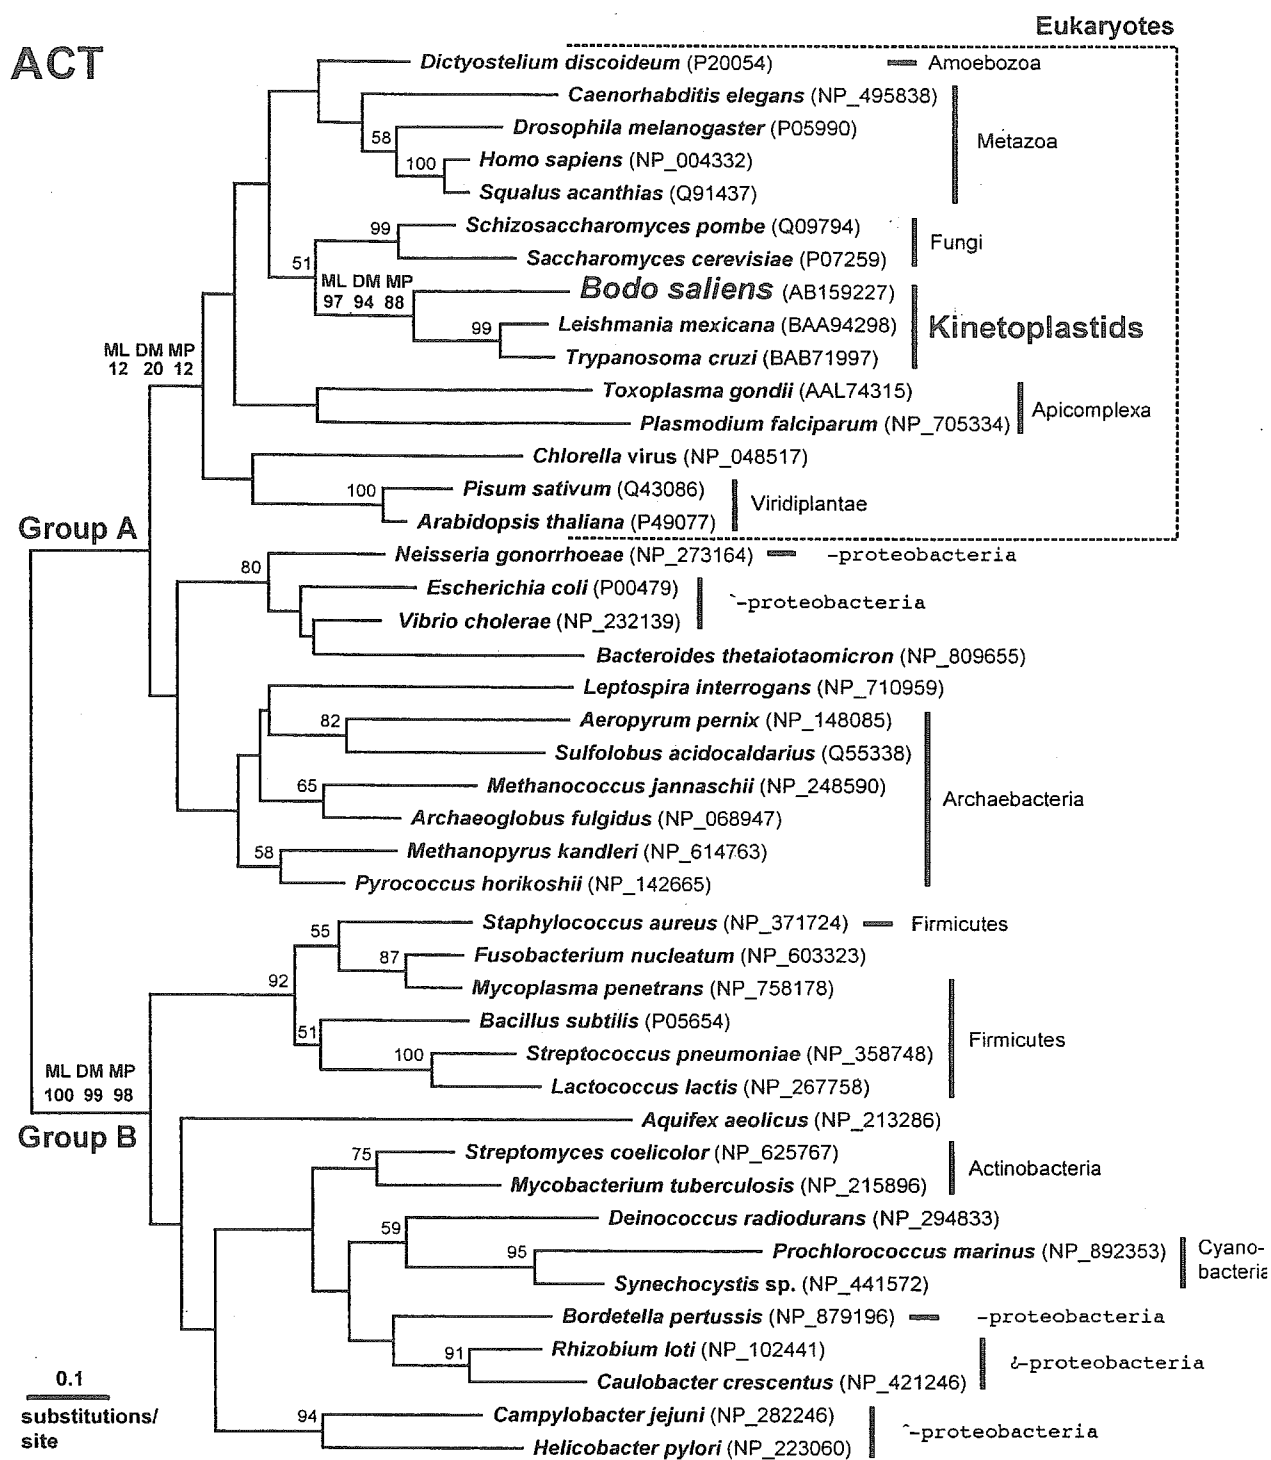 Eukaryotes
ACT
Dictyostelium discoideum (P20054) Amoebozoa
Caenorhabditis elegans (NP_495838)
Drosophila melanogaster (P05990)
Metazoa
58
Homo sapiens (NP_004332)
100
Squalus acanthias (Q91437)
Schizosaccharomyces pombe (Q09794)
99
Fungi
Saccharomyces cerevisiae (P07259)
51
ML DM MP
97 94 88
Bodo saliens (AB159227)
Leishmania mexicana (BAA94298)
99
Kinetoplastids
Trypanosoma cruzi (BAB71997)
ML DM MP
12 20 12
Toxoplasma gondii (AAL74315)
Apicomplexa
Plasmodium falciparum (NP_705334)
Chlorella virus (NP_048517)
100
Pisum sativum (Q43086)
Viridiplantae
Arabidopsis thaliana (P49077)
Group A
Neisseria gonorrhoeae (NP_273164) -proteobacteria
80
Escherichia coli (P00479)
`-proteobacteria
Vibrio cholerae (NP_232139)
Bacteroides thetaiotaomicron (NP_809655)
Leptospira interrogans (NP_710959)
82
Aeropyrum pernix (NP_148085)
Sulfolobus acidocaldarius (Q55338)
65
Methanococcus jannaschii (NP_248590)
Archaebacteria
Archaeoglobus fulgidus (NP_068947)
58
Methanopyrus kandleri (NP_614763)
Pyrococcus horikoshii (NP_142665)
Staphylococcus aureus (NP_371724) Firmicutes
55
Fusobacterium nucleatum (NP_603323)
87
92
Mycoplasma penetrans (NP_758178)
Bacillus subtilis (P05654)
51
Firmicutes
100
Streptococcus pneumoniae (NP_358748)
Lactococcus lactis (NP_267758)
ML DM MP
100 99 98
Group B
Aquifex aeolicus (NP_213286)
75
Streptomyces coelicolor (NP_625767)
Actinobacteria
Mycobacterium tuberculosis (NP_215896)
Deinococcus radiodurans (NP_294833)
59
95
Prochlorococcus marinus (NP_892353)
Cyano-
bacteria
Synechocystis sp. (NP_441572)
Bordetella pertussis (NP_879196) -proteobacteria
91
Rhizobium loti (NP_102441)
¿-proteobacteria
Caulobacter crescentus (NP_421246)
0.1
substitutions/
site
94
Campylobacter jejuni (NP_282246)
^-proteobacteria
Helicobacter pylori (NP_223060)